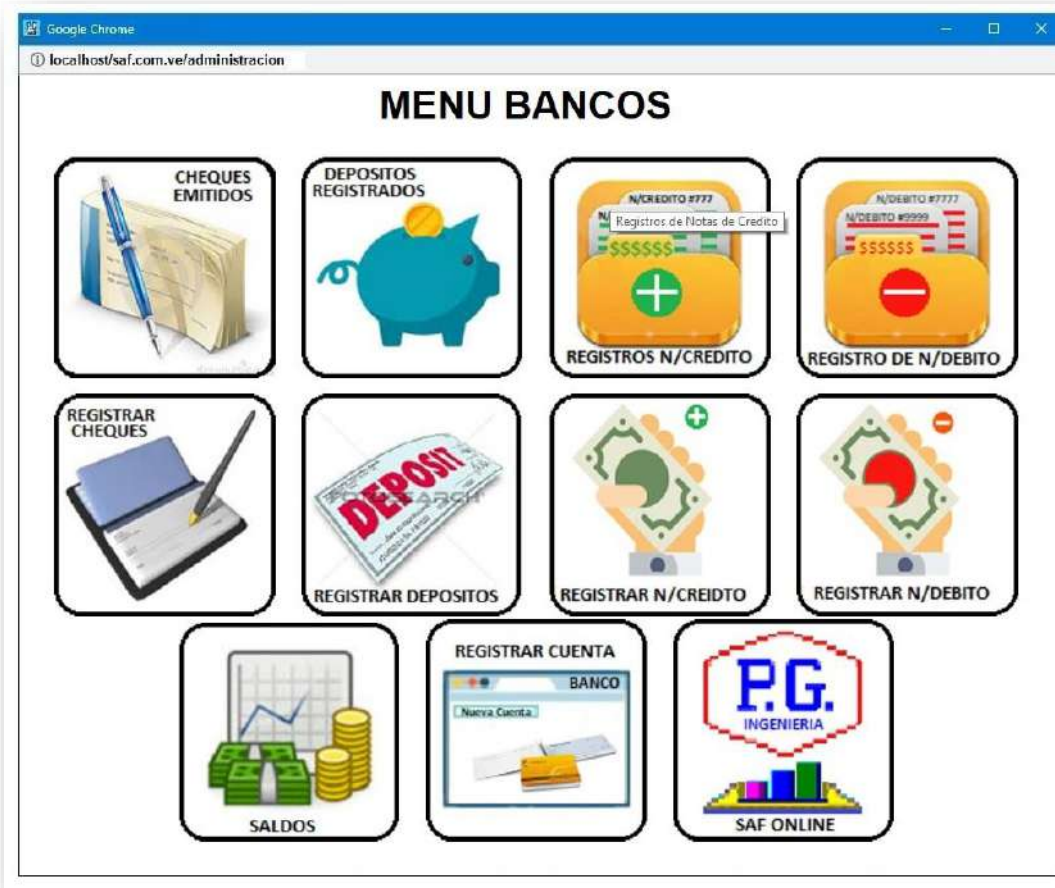 Google Chrome
localhost/saf.com.ve/administracion
MENU BANCOS
CHEQUES
EMITIDOS
DEPOSITOS
REGISTRADOS
N/CREDITO #777
Registros de Notas de Credito
$$$$$$
REGISTROS N/CREDITO
N/DEBITO #7777
N/DEBITO #9999
$$$$$$
REGISTRO DE N/DEBITO
REGISTRAR
CHEQUES
DEPOSIT
REGISTRAR DEPOSITOS
REGISTRAR N/CREIDTO
REGISTRAR N/DEBITO
SALDOS
REGISTRAR CUENTA
BANCO
Nueva Cuenta
P.G.
INGENIERIA
SAF ONLINE